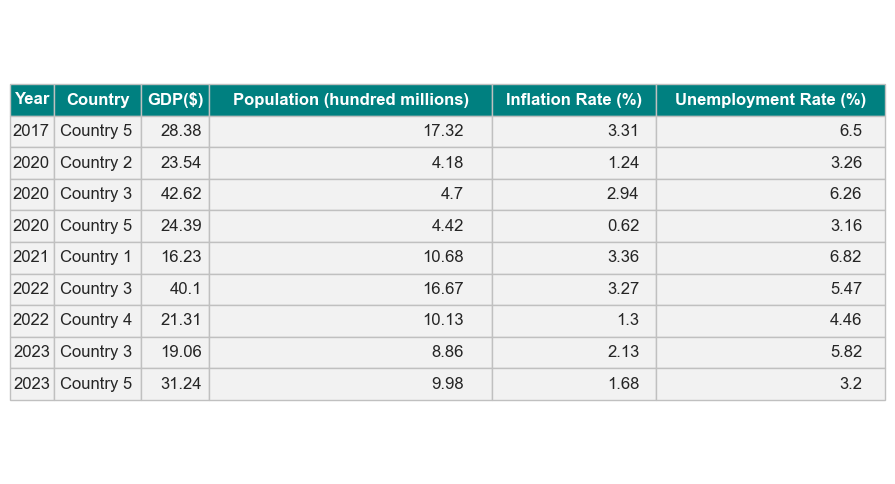 Year Country GDP($) Population (hundred millions) Inflation Rate (%) Unemployment Rate (%)
2017 Country 5 28.38 17.32 3.31 6.5
2020 Country 2 23.54 4.18 1.24 3.26
2020 Country 3 42.62 4.7 2.94 6.26
2020 Country 5 24.39 4.42 0.62 3.16
2021 Country 1 16.23 10.68 3.36 6.82
2022 Country 3 40.1 16.67 3.27 5.47
2022 Country 4 21.31 10.13 1.3 4.46
2023 Country 3 19.06 8.86 2.13 5.82
2023 Country 5 31.24 9.98 1.68 3.2